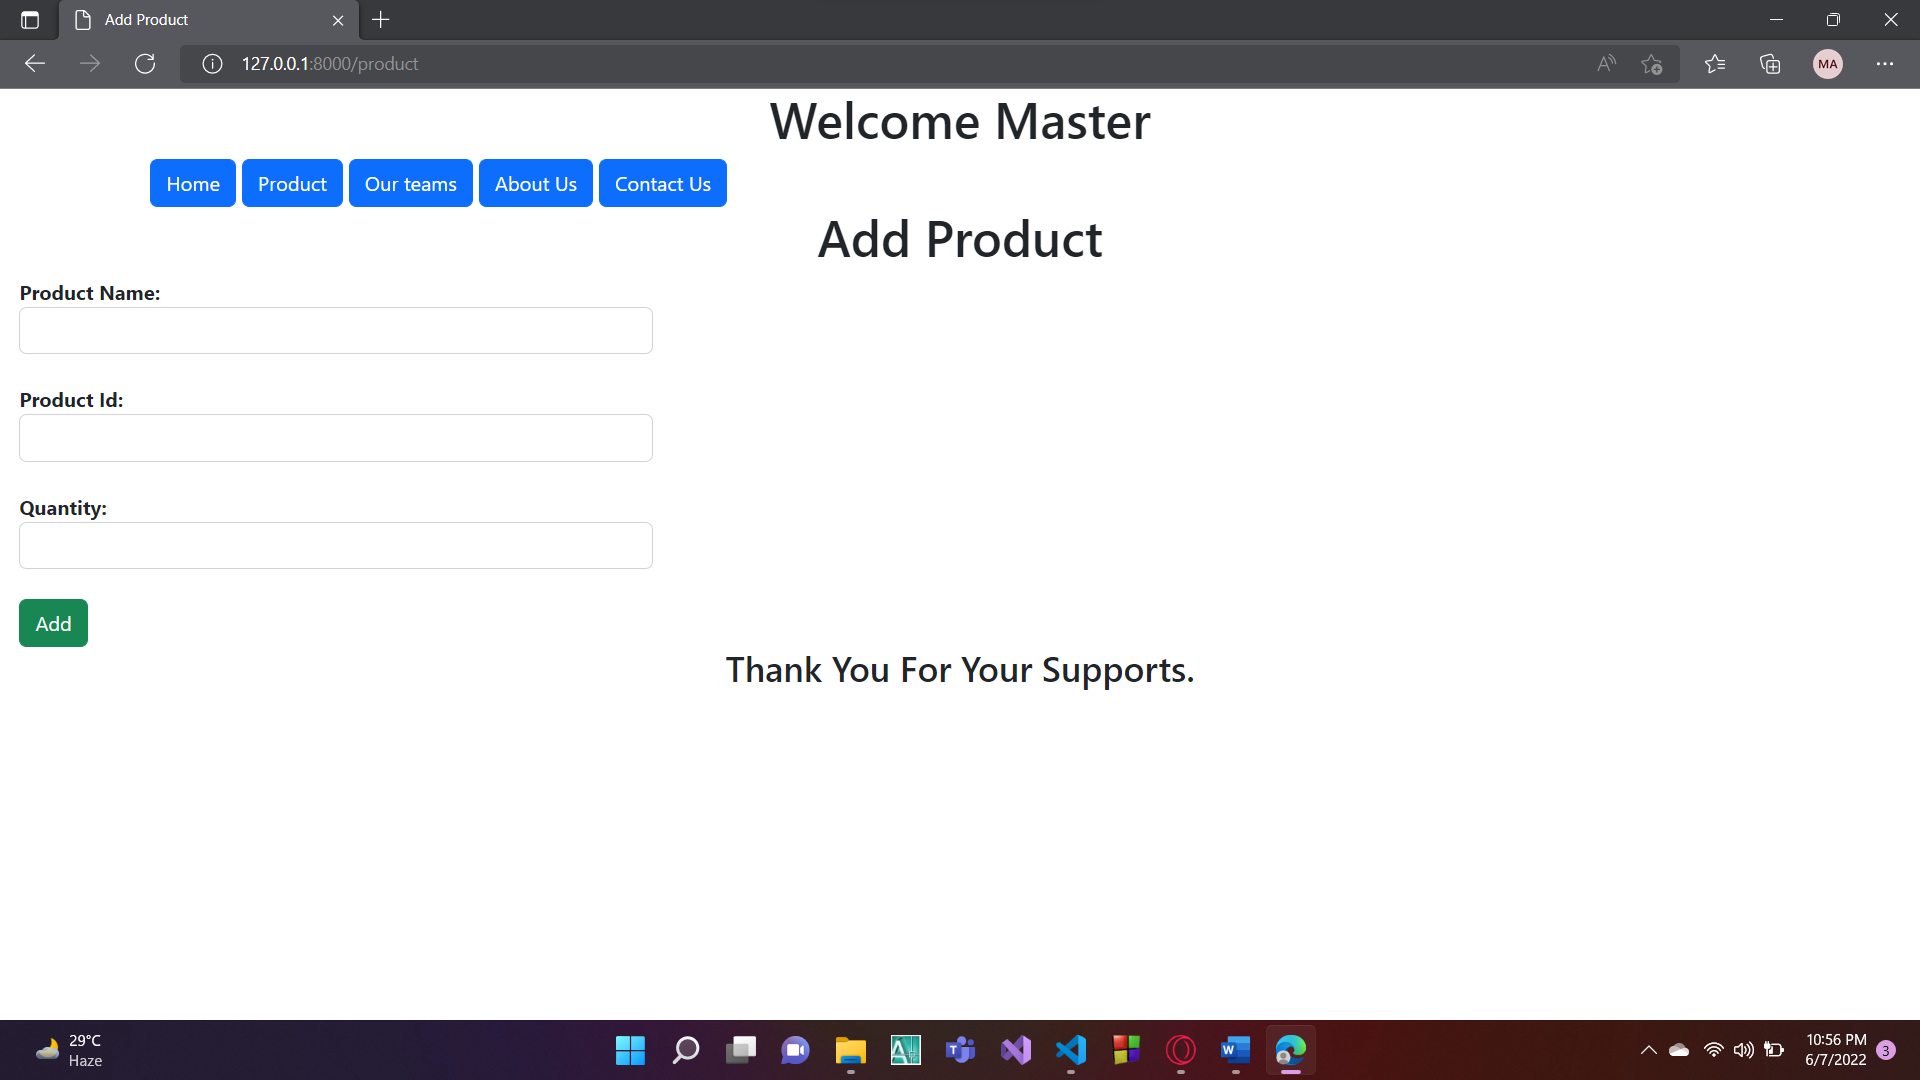 Add Product
127.0.0.1:8000/product
MA
Welcome Master
Home Product Our teams About Us Contact Us
Add Product
Product Name:
Product Id:
Quantity:
Add
Thank You For Your Supports.
29°C
Haze
10:56 PM
6/7/2022
3